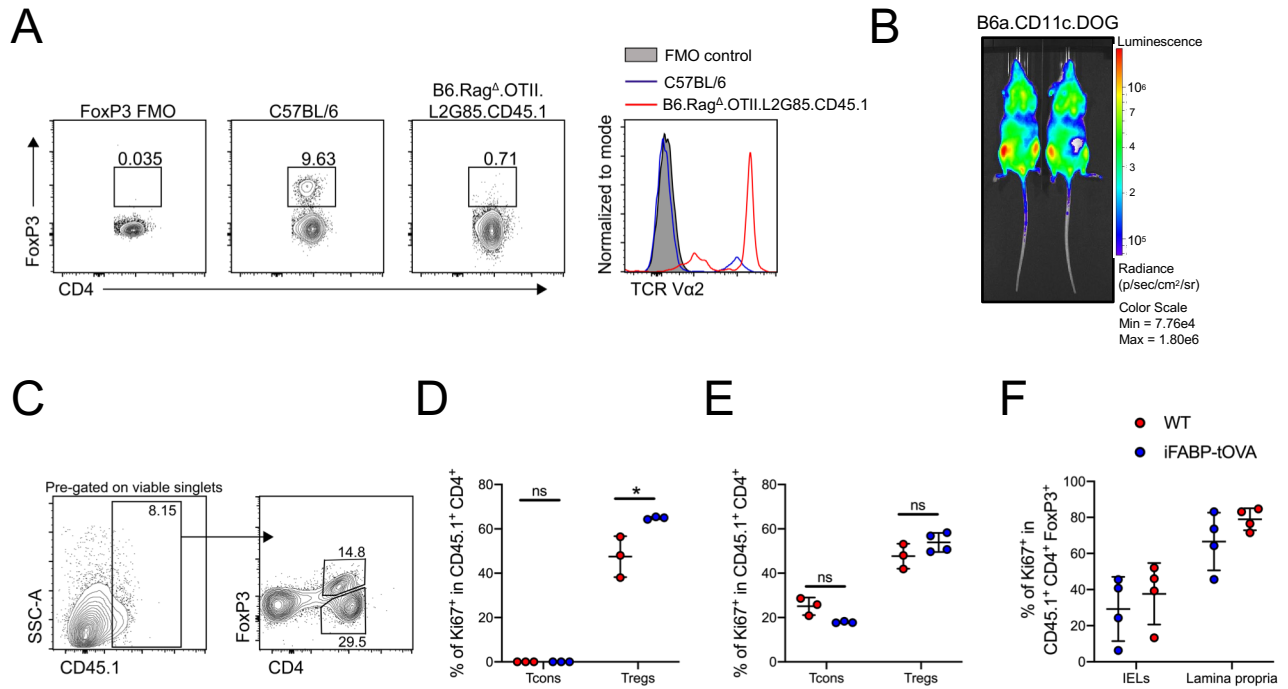 A
FoxP3 FMO
C57BL/6
B6.Rag^Δ.OTII.
L2G85.CD45.1
0.035
9.63
0.71
FoxP3
CD4
FMO control
C57BL/6
B6.Rag^Δ.OTII.L2G85.CD45.1
Normalized to mode
TCR Vα2
B
B6a.CD11c.DOG
Luminescence
10⁶
7
4
3
2
10⁵
Radiance
(p/sec/cm²/sr)
Color Scale
Min = 7.76e4
Max = 1.80e6
C
Pre-gated on viable singlets
8.15
SSC-A
CD45.1
14.8
29.5
FoxP3
CD4
D
% of Ki67⁺ in CD45.1⁺ CD4⁺
80
60
40
20
0
ns
*
Tcons
Tregs
E
% of Ki67⁺ in CD45.1⁺ CD4⁺
80
60
40
20
0
ns
ns
Tcons
Tregs
F
WT
iFABP-tOVA
% of Ki67⁺ in
CD45.1⁺ CD4⁺ FoxP3⁺
100
80
60
40
20
0
IELs
Lamina propria